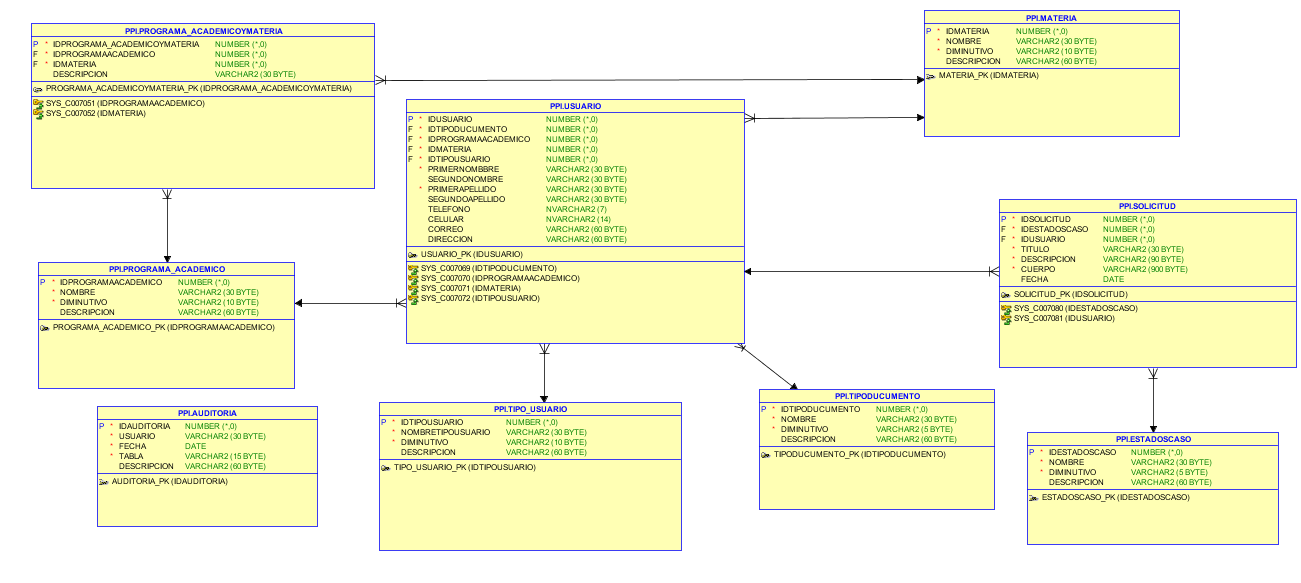 PPI.PROGRAMA_ACADEMICOYMATERIA
P * IDPROGRAMA_ACADEMICOYMATERIA NUMBER (*,0)
F * IDPROGRAMAACADEMICO NUMBER (*,0)
F * IDMATERIA NUMBER (*,0)
DESCRIPCION VARCHAR2 (30 BYTE)
PROGRAMA_ACADEMICOYMATERIA_PK (IDPROGRAMA_ACADEMICOYMATERIA)
SYS_C007051 (IDPROGRAMAACADEMICO)
SYS_C007052 (IDMATERIA)
PPI.MATERIA
P * IDMATERIA NUMBER (*,0)
* NOMBRE VARCHAR2 (30 BYTE)
* DIMINUTIVO VARCHAR2 (10 BYTE)
DESCRIPCION VARCHAR2 (60 BYTE)
MATERIA_PK (IDMATERIA)
PPI.USUARIO
P * IDUSUARIO NUMBER (*,0)
F * IDTIPODUCUMENTO NUMBER (*,0)
F * IDPROGRAMAACADEMICO NUMBER (*,0)
F * IDMATERIA NUMBER (*,0)
F * IDTIPOUSUARIO NUMBER (*,0)
* PRIMERNOMBBRE VARCHAR2 (30 BYTE)
SEGUNDONOMBRE VARCHAR2 (30 BYTE)
* PRIMERAPELLIDO VARCHAR2 (30 BYTE)
SEGUNDOAPELLIDO VARCHAR2 (30 BYTE)
TELEFONO NVARCHAR2 (7)
CELULAR NVARCHAR2 (14)
CORREO VARCHAR2 (60 BYTE)
DIRECCION VARCHAR2 (60 BYTE)
USUARIO_PK (IDUSUARIO)
SYS_C007069 (IDTIPODUCUMENTO)
SYS_C007070 (IDPROGRAMAACADEMICO)
SYS_C007071 (IDMATERIA)
SYS_C007072 (IDTIPOUSUARIO)
PPI.SOLICITUD
P * IDSOLICITUD NUMBER (*,0)
F * IDESTADOSCASO NUMBER (*,0)
F * IDUSUARIO NUMBER (*,0)
* TITULO VARCHAR2 (30 BYTE)
* DESCRIPCION VARCHAR2 (90 BYTE)
* CUERPO VARCHAR2 (900 BYTE)
FECHA DATE
SOLICITUD_PK (IDSOLICITUD)
SYS_C007080 (IDESTADOSCASO)
SYS_C007081 (IDUSUARIO)
PPI.PROGRAMA_ACADEMICO
P * IDPROGRAMAACADEMICO NUMBER (*,0)
* NOMBRE VARCHAR2 (30 BYTE)
* DIMINUTIVO VARCHAR2 (10 BYTE)
DESCRIPCION VARCHAR2 (60 BYTE)
PROGRAMA_ACADEMICO_PK (IDPROGRAMAACADEMICO)
PPI.AUDITORIA
P * IDAUDITORIA NUMBER (*,0)
* USUARIO VARCHAR2 (30 BYTE)
* FECHA DATE
* TABLA VARCHAR2 (15 BYTE)
DESCRIPCION VARCHAR2 (60 BYTE)
AUDITORIA_PK (IDAUDITORIA)
PPI.TIPO_USUARIO
P * IDTIPOUSUARIO NUMBER (*,0)
* NOMBRETIPOUSUARIO VARCHAR2 (30 BYTE)
* DIMINUTIVO VARCHAR2 (10 BYTE)
DESCRIPCION VARCHAR2 (60 BYTE)
TIPO_USUARIO_PK (IDTIPOUSUARIO)
PPI.TIPODUCUMENTO
P * IDTIPODUCUMENTO NUMBER (*,0)
* NOMBRE VARCHAR2 (30 BYTE)
* DIMINUTIVO VARCHAR2 (5 BYTE)
DESCRIPCION VARCHAR2 (60 BYTE)
TIPODUCUMENTO_PK (IDTIPODUCUMENTO)
PPI.ESTADOSCASO
P * IDESTADOSCASO NUMBER (*,0)
* NOMBRE VARCHAR2 (30 BYTE)
* DIMINUTIVO VARCHAR2 (5 BYTE)
DESCRIPCION VARCHAR2 (60 BYTE)
ESTADOSCASO_PK (IDESTADOSCASO)